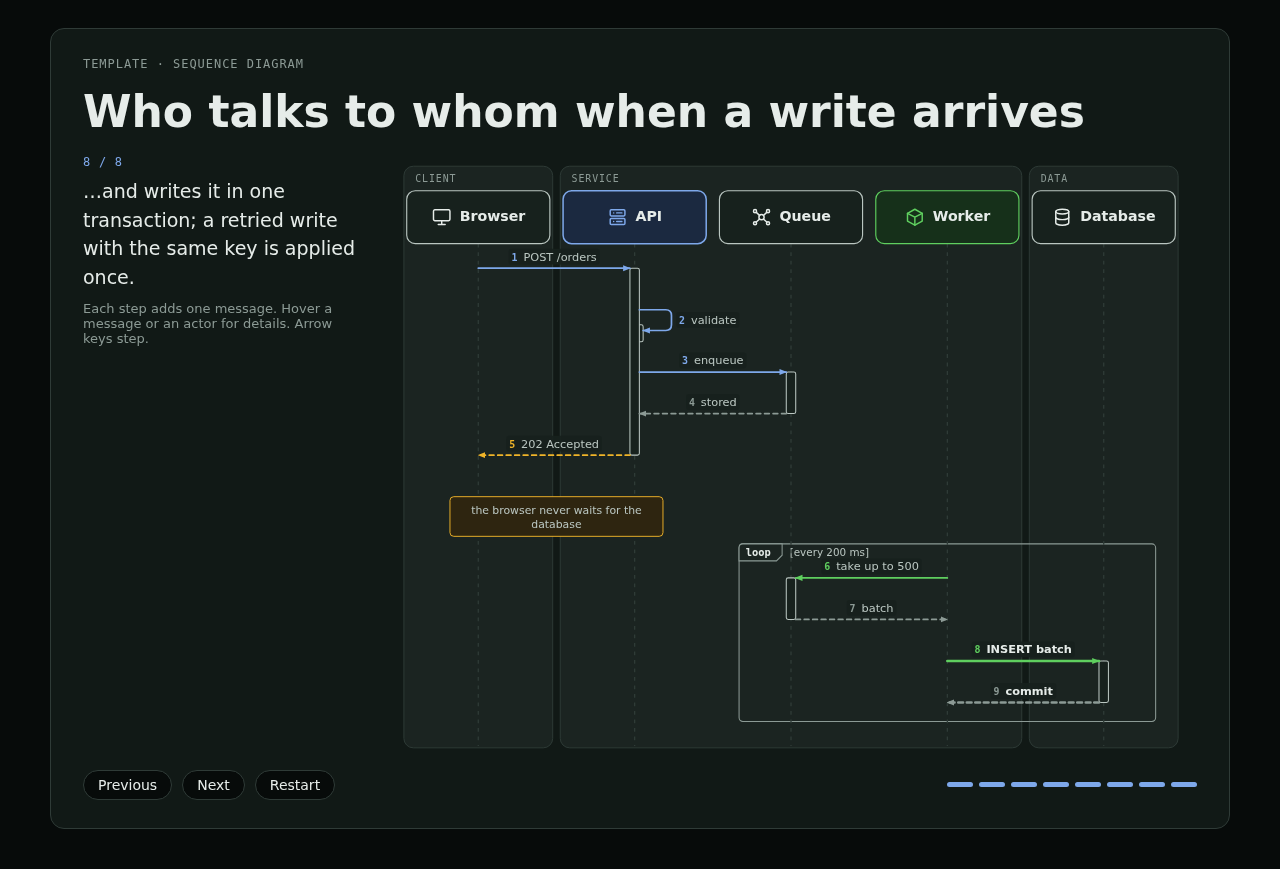 TEMPLATE · SEQUENCE DIAGRAM
Who talks to whom when a write arrives
8 / 8
…and writes it in one
transaction; a retried write
with the same key is applied
once.
Each step adds one message. Hover a
message or an actor for details. Arrow
keys step.
CLIENT
SERVICE
DATA
Browser
API
Queue
Worker
Database
1 POST /orders
2 validate
3 enqueue
4 stored
5 202 Accepted
the browser never waits for the
database
loop [every 200 ms]
6 take up to 500
7 batch
8 INSERT batch
9 commit
Previous
Next
Restart